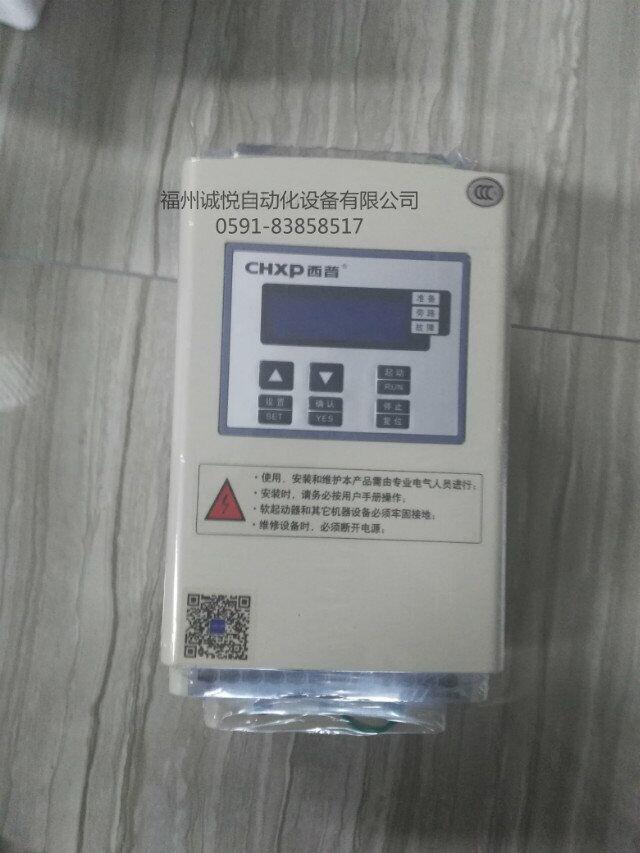 福州诚悦自动化设备有限公司
0591-83858517
CHXP西普®
准备
旁路
故障
起动
RUN
设置
SET
确认
YES
停止
复位
·使用、安装和维护本产品需由专业电气人员进行;
·安装时,请务必按用户手册操作;
·软起动器和其它机器设备必须牢固接地;
·维修设备时,必须断开电源;